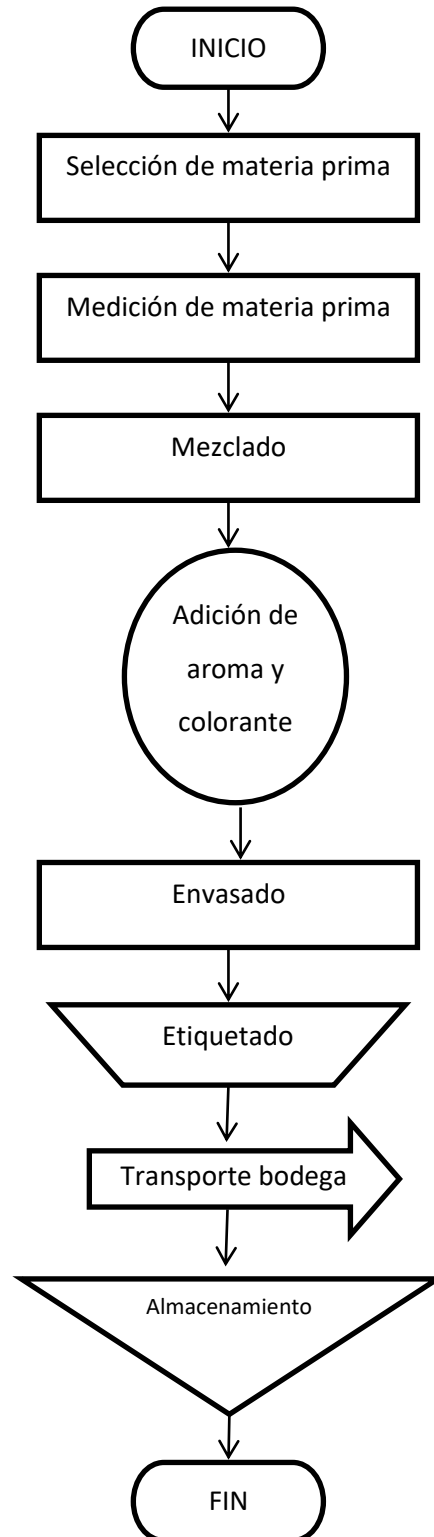 INICIO
Selección de materia prima
Medición de materia prima
Mezclado
Adición de
aroma y
colorante
Envasado
Etiquetado
Transporte bodega
Almacenamiento
FIN